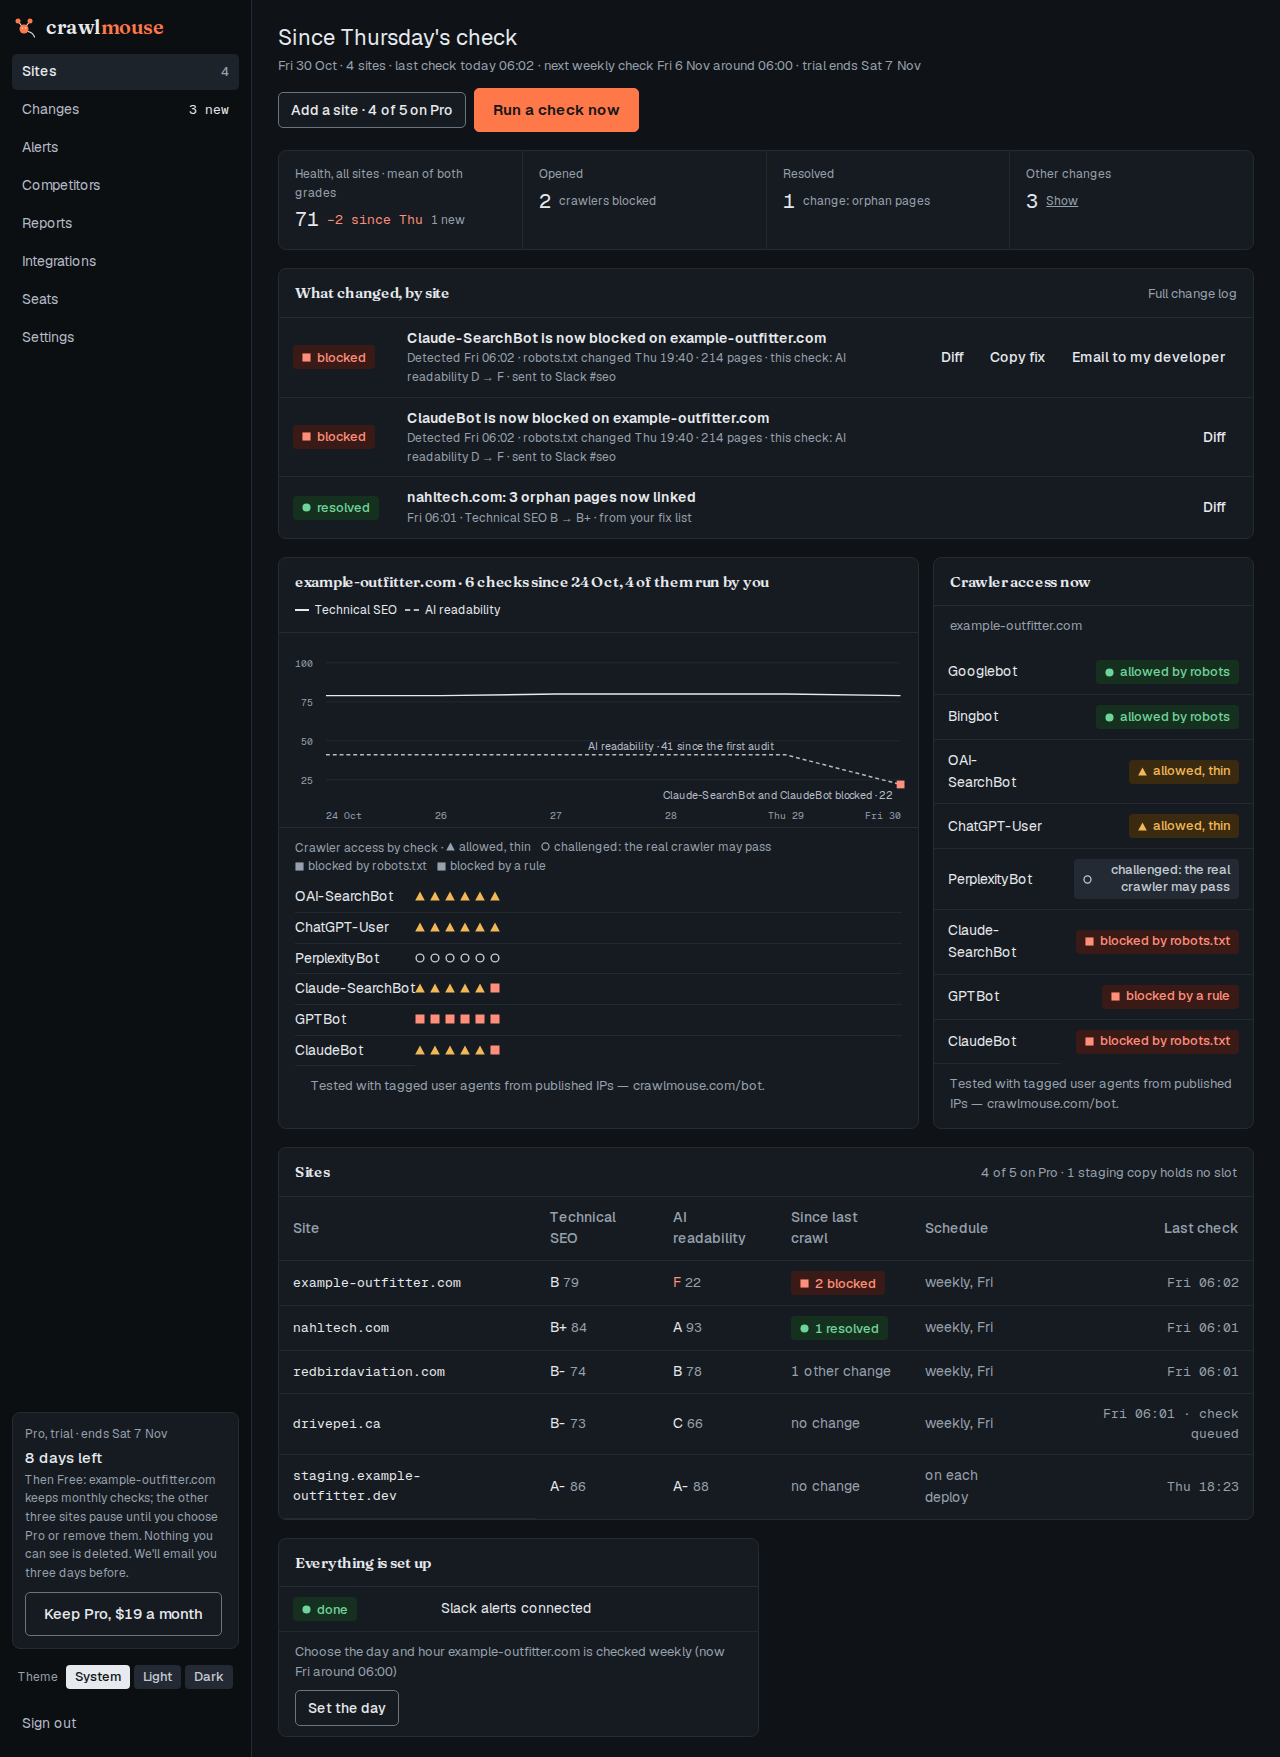 crawlmouse
Sites 4
Changes 3 new
Alerts
Competitors
Reports
Integrations
Seats
Settings
Pro, trial · ends Sat 7 Nov
8 days left
Then Free: example-outfitter.com
keeps monthly checks; the other
three sites pause until you choose
Pro or remove them. Nothing you
can see is deleted. We'll email you
three days before.
Keep Pro, $19 a month
Theme System Light Dark
Sign out
Since Thursday's check
Fri 30 Oct · 4 sites · last check today 06:02 · next weekly check Fri 6 Nov around 06:00 · trial ends Sat 7 Nov
Add a site · 4 of 5 on Pro
Run a check now
Health, all sites · mean of both
grades
71 −2 since Thu 1 new
Opened
2 crawlers blocked
Resolved
1 change: orphan pages
Other changes
3 Show
What changed, by site
Full change log
blocked
Claude-SearchBot is now blocked on example-outfitter.com
Detected Fri 06:02 · robots.txt changed Thu 19:40 · 214 pages · this check: AI
readability D → F · sent to Slack #seo
Diff Copy fix Email to my developer
blocked
ClaudeBot is now blocked on example-outfitter.com
Detected Fri 06:02 · robots.txt changed Thu 19:40 · 214 pages · this check: AI
readability D → F · sent to Slack #seo
Diff
resolved
nahltech.com: 3 orphan pages now linked
Fri 06:01 · Technical SEO B → B+ · from your fix list
Diff
example-outfitter.com · 6 checks since 24 Oct, 4 of them run by you
Technical SEO AI readability
100
75
50
25
AI readability · 41 since the first audit
Claude-SearchBot and ClaudeBot blocked · 22
24 Oct 26 27 28 Thu 29 Fri 30
Crawler access by check · allowed, thin challenged: the real crawler may pass
blocked by robots.txt blocked by a rule
OAI-SearchBot
ChatGPT-User
PerplexityBot
Claude-SearchBot
GPTBot
ClaudeBot
Tested with tagged user agents from published IPs — crawlmouse.com/bot.
Crawler access now
example-outfitter.com
Googlebot allowed by robots
Bingbot allowed by robots
OAI-
SearchBot allowed, thin
ChatGPT-User allowed, thin
PerplexityBot challenged: the real
crawler may pass
Claude-
SearchBot blocked by robots.txt
GPTBot blocked by a rule
ClaudeBot blocked by robots.txt
Tested with tagged user agents from published
IPs — crawlmouse.com/bot.
Sites
4 of 5 on Pro · 1 staging copy holds no slot
Site Technical SEO AI readability Since last crawl Schedule Last check
example-outfitter.com B 79 F 22 2 blocked weekly, Fri Fri 06:02
nahltech.com B+ 84 A 93 1 resolved weekly, Fri Fri 06:01
redbirdaviation.com B- 74 B 78 1 other change weekly, Fri Fri 06:01
drivepei.ca B- 73 C 66 no change weekly, Fri Fri 06:01 · check queued
staging.example-outfitter.dev A- 86 A- 88 no change on each deploy Thu 18:23
Everything is set up
done Slack alerts connected
Choose the day and hour example-outfitter.com is checked weekly (now
Fri around 06:00)
Set the day